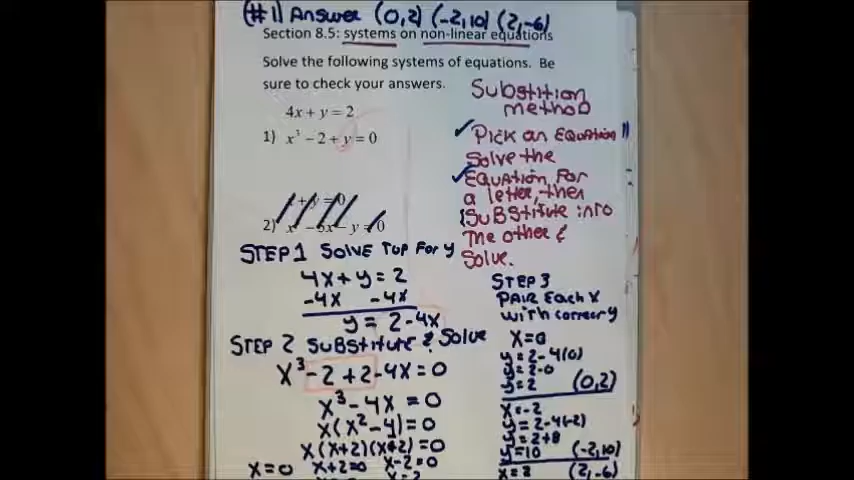 (#1) Answer (0,2) (-2,10) (2,-6)
Section 8.5: systems on non-linear equations
Solve the following systems of equations. Be
sure to check your answers.
4x + y = 2
1) x³ - 2 + y = 0
2)
Substition
method
Pick an Equation
Solve the
Equation for
a letter, then
Substitute into
The other &
Solve.
STEP 1 Solve Top For y
4x + y = 2
-4x -4x
y = 2-4x
STEP 2 Substitute & Solve
x³ -2 +2 -4x = 0
x³ - 4x = 0
x(x² - 4) = 0
x(x+2)(x+2) = 0
x=0 x+2=0 x-2=0
STEP 3
Pair Each x
with correct y
x=0
y = 2-4(0)
y = 2-0
y = 2 (0,2)
x=-2
y = 2-4(-2)
y = 2+8
y = 10 (-2,10)
x=2 (2,-6)